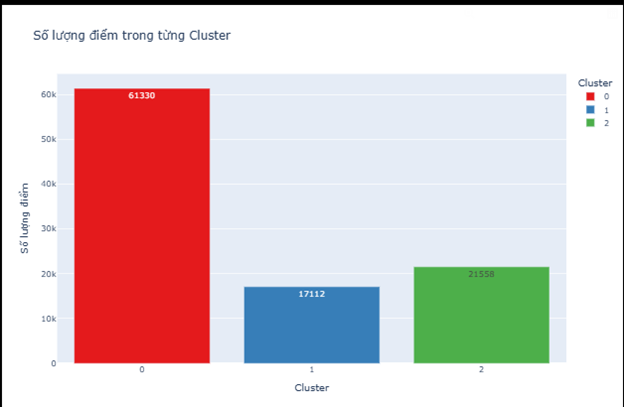 Số lượng điểm trong từng Cluster
Cluster
0
1
2
60k
50k
40k
30k
20k
10k
0
Số lượng điểm
61330
17112
21558
0
1
2
Cluster